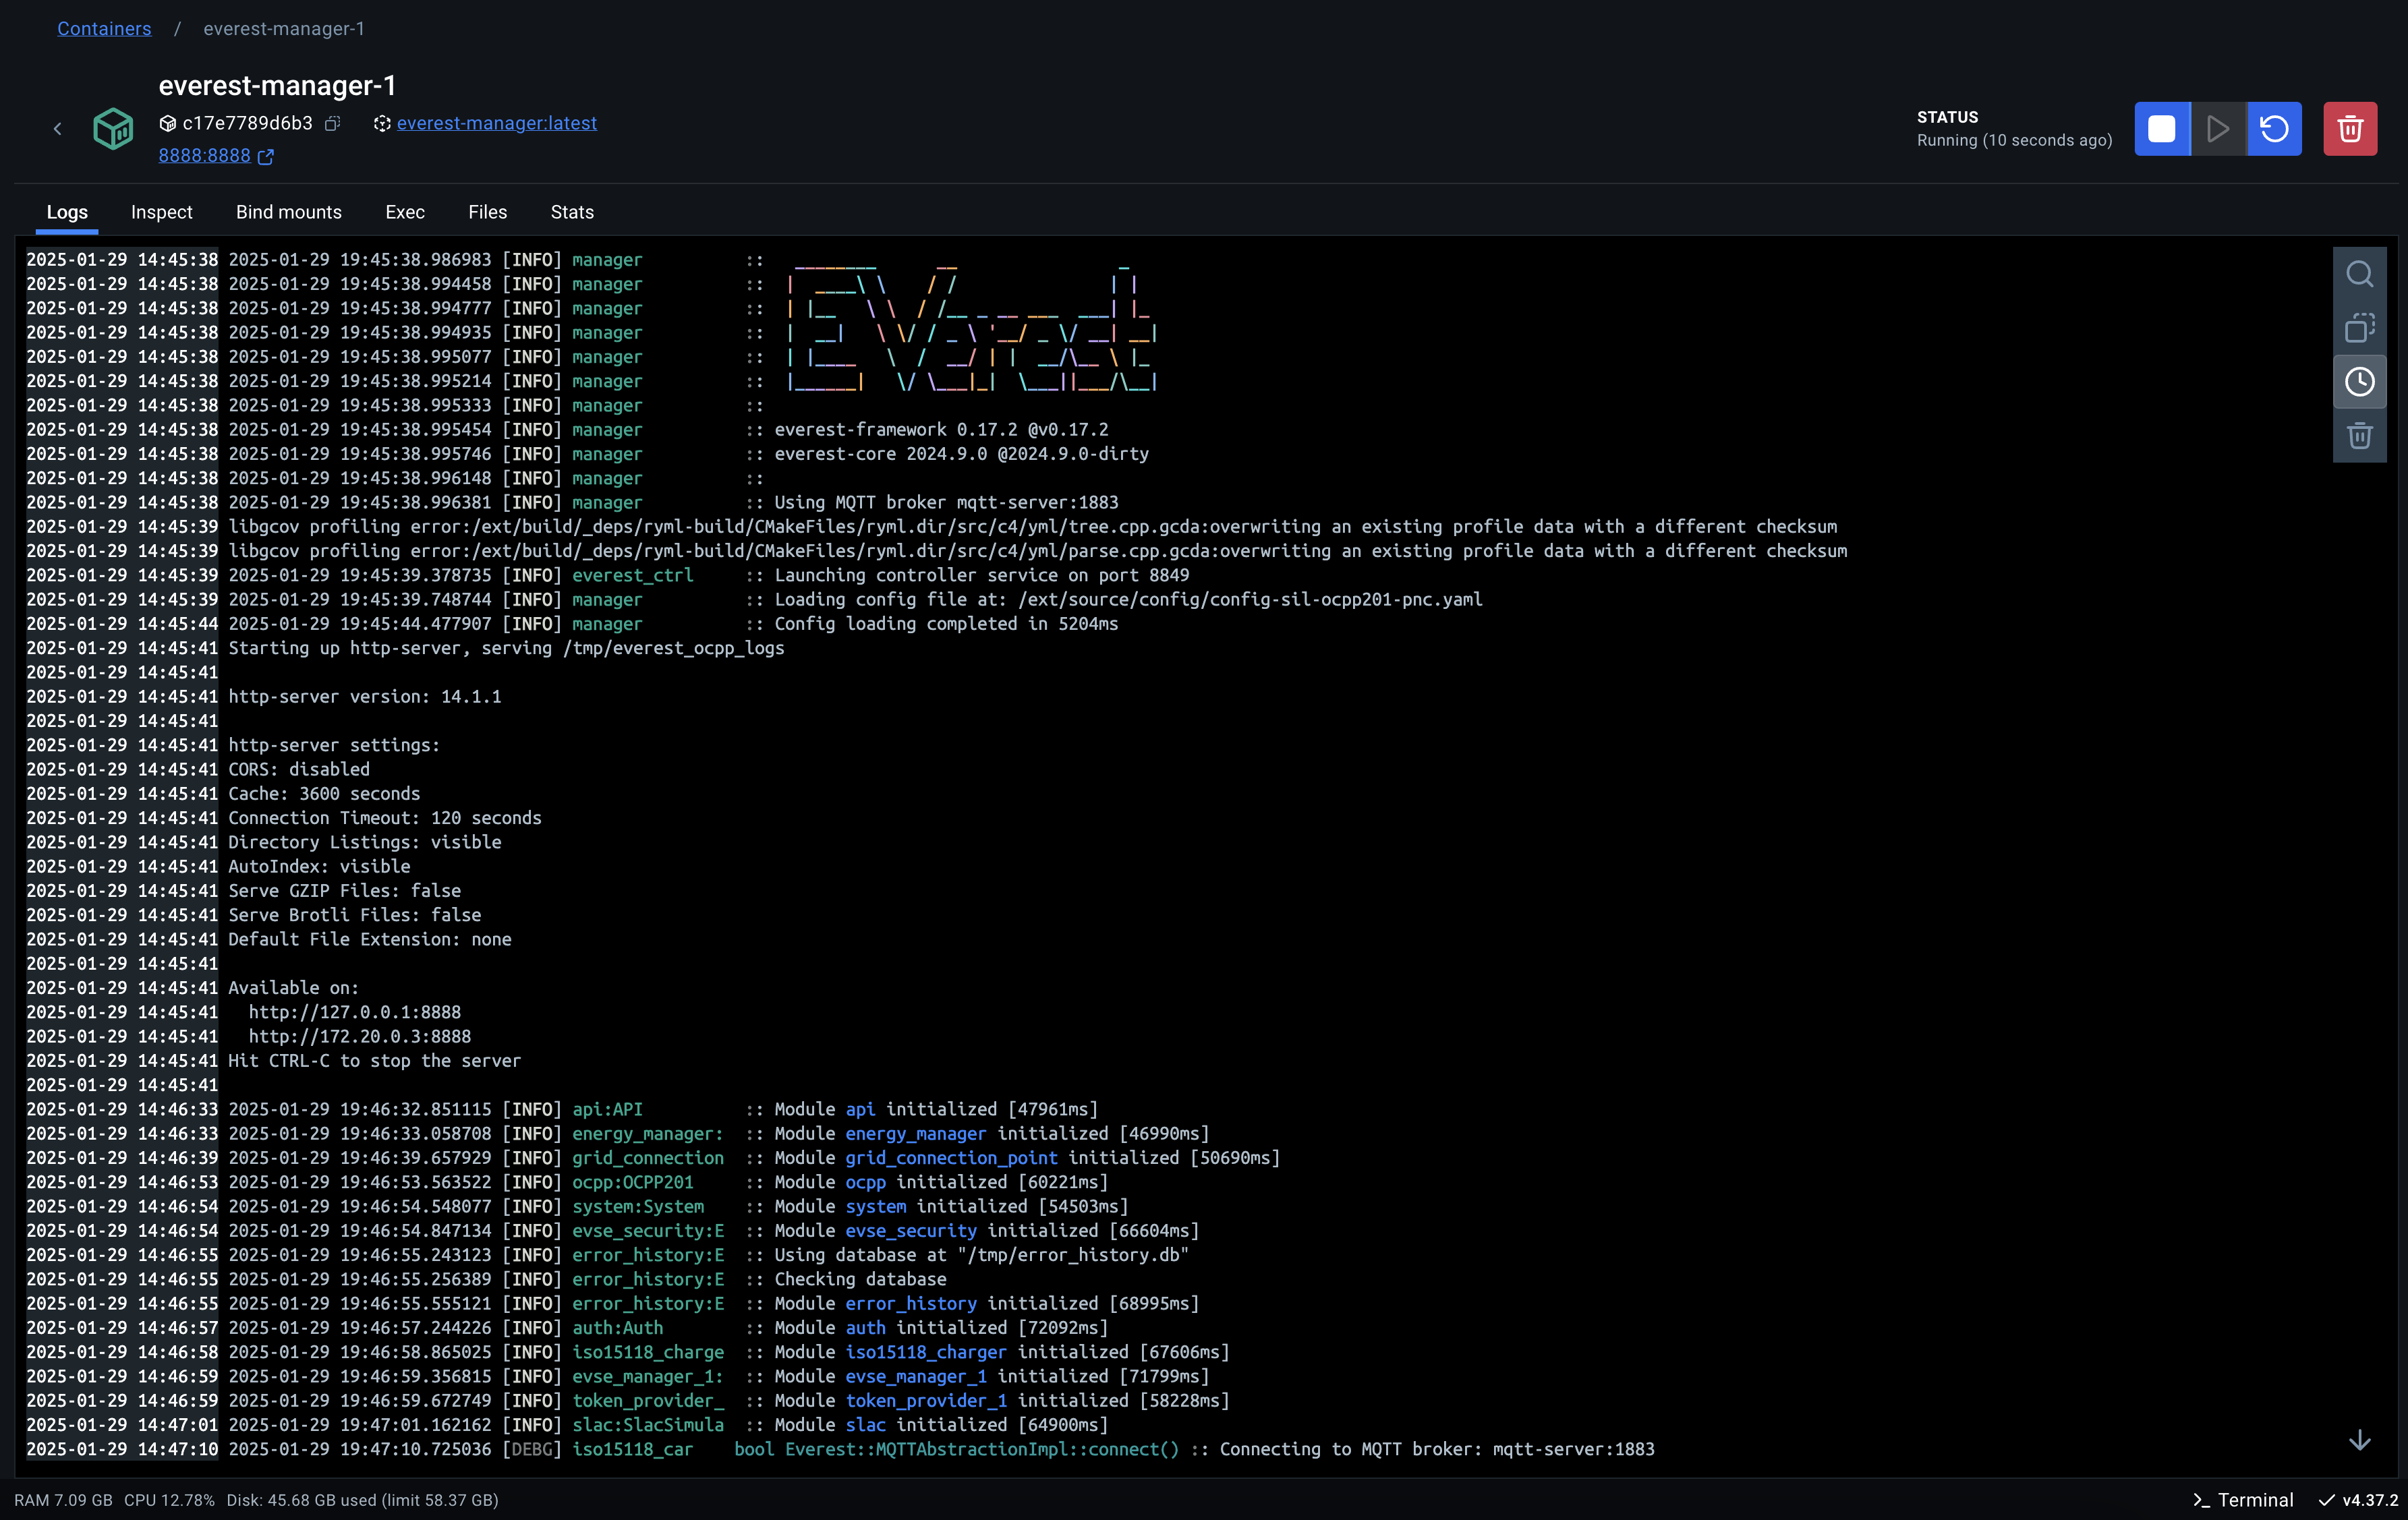 Containers / everest-manager-1
everest-manager-1
c17e7789d6b3 everest-manager:latest
8888:8888
STATUS
Running (10 seconds ago)
Logs Inspect Bind mounts Exec Files Stats
2025-01-29 14:45:38 2025-01-29 19:45:38.986983 [INFO] manager :: ________ __ _
2025-01-29 14:45:38 2025-01-29 19:45:38.994458 [INFO] manager :: | ____\ \ / / | |
2025-01-29 14:45:38 2025-01-29 19:45:38.994777 [INFO] manager :: | |__ \ \ / /__ _ __ ___ ___| |_
2025-01-29 14:45:38 2025-01-29 19:45:38.994935 [INFO] manager :: | __| \ \/ / _ \ '__/ _ \/ __| __|
2025-01-29 14:45:38 2025-01-29 19:45:38.995077 [INFO] manager :: | |____ \ / __/ | | __/\__ \ |_
2025-01-29 14:45:38 2025-01-29 19:45:38.995214 [INFO] manager :: |______| \/ \___|_| \___||___/\__|
2025-01-29 14:45:38 2025-01-29 19:45:38.995333 [INFO] manager ::
2025-01-29 14:45:38 2025-01-29 19:45:38.995454 [INFO] manager :: everest-framework 0.17.2 @v0.17.2
2025-01-29 14:45:38 2025-01-29 19:45:38.995746 [INFO] manager :: everest-core 2024.9.0 @2024.9.0-dirty
2025-01-29 14:45:38 2025-01-29 19:45:38.996148 [INFO] manager ::
2025-01-29 14:45:38 2025-01-29 19:45:38.996381 [INFO] manager :: Using MQTT broker mqtt-server:1883
2025-01-29 14:45:39 libgcov profiling error:/ext/build/_deps/ryml-build/CMakeFiles/ryml.dir/src/c4/yml/tree.cpp.gcda:overwriting an existing profile data with a different checksum
2025-01-29 14:45:39 libgcov profiling error:/ext/build/_deps/ryml-build/CMakeFiles/ryml.dir/src/c4/yml/parse.cpp.gcda:overwriting an existing profile data with a different checksum
2025-01-29 14:45:39 2025-01-29 19:45:39.378735 [INFO] everest_ctrl :: Launching controller service on port 8849
2025-01-29 14:45:39 2025-01-29 19:45:39.748744 [INFO] manager :: Loading config file at: /ext/source/config/config-sil-ocpp201-pnc.yaml
2025-01-29 14:45:44 2025-01-29 19:45:44.477907 [INFO] manager :: Config loading completed in 5204ms
2025-01-29 14:45:41 Starting up http-server, serving /tmp/everest_ocpp_logs
2025-01-29 14:45:41
2025-01-29 14:45:41 http-server version: 14.1.1
2025-01-29 14:45:41
2025-01-29 14:45:41 http-server settings:
2025-01-29 14:45:41 CORS: disabled
2025-01-29 14:45:41 Cache: 3600 seconds
2025-01-29 14:45:41 Connection Timeout: 120 seconds
2025-01-29 14:45:41 Directory Listings: visible
2025-01-29 14:45:41 AutoIndex: visible
2025-01-29 14:45:41 Serve GZIP Files: false
2025-01-29 14:45:41 Serve Brotli Files: false
2025-01-29 14:45:41 Default File Extension: none
2025-01-29 14:45:41
2025-01-29 14:45:41 Available on:
2025-01-29 14:45:41 http://127.0.0.1:8888
2025-01-29 14:45:41 http://172.20.0.3:8888
2025-01-29 14:45:41 Hit CTRL-C to stop the server
2025-01-29 14:45:41
2025-01-29 14:46:33 2025-01-29 19:46:32.851115 [INFO] api:API :: Module api initialized [47961ms]
2025-01-29 14:46:33 2025-01-29 19:46:33.058708 [INFO] energy_manager: :: Module energy_manager initialized [46990ms]
2025-01-29 14:46:39 2025-01-29 19:46:39.657929 [INFO] grid_connection :: Module grid_connection_point initialized [50690ms]
2025-01-29 14:46:53 2025-01-29 19:46:53.563522 [INFO] ocpp:OCPP201 :: Module ocpp initialized [60221ms]
2025-01-29 14:46:54 2025-01-29 19:46:54.548077 [INFO] system:System :: Module system initialized [54503ms]
2025-01-29 14:46:54 2025-01-29 19:46:54.847134 [INFO] evse_security:E :: Module evse_security initialized [66604ms]
2025-01-29 14:46:55 2025-01-29 19:46:55.243123 [INFO] error_history:E :: Using database at "/tmp/error_history.db"
2025-01-29 14:46:55 2025-01-29 19:46:55.256389 [INFO] error_history:E :: Checking database
2025-01-29 14:46:55 2025-01-29 19:46:55.555121 [INFO] error_history:E :: Module error_history initialized [68995ms]
2025-01-29 14:46:57 2025-01-29 19:46:57.244226 [INFO] auth:Auth :: Module auth initialized [72092ms]
2025-01-29 14:46:58 2025-01-29 19:46:58.865025 [INFO] iso15118_charge :: Module iso15118_charger initialized [67606ms]
2025-01-29 14:46:59 2025-01-29 19:46:59.356815 [INFO] evse_manager_1: :: Module evse_manager_1 initialized [71799ms]
2025-01-29 14:46:59 2025-01-29 19:46:59.672749 [INFO] token_provider_ :: Module token_provider_1 initialized [58228ms]
2025-01-29 14:47:01 2025-01-29 19:47:01.162162 [INFO] slac:SlacSimula :: Module slac initialized [64900ms]
2025-01-29 14:47:10 2025-01-29 19:47:10.725036 [DEBG] iso15118_car bool Everest::MQTTAbstractionImpl::connect() :: Connecting to MQTT broker: mqtt-server:1883
RAM 7.09 GB CPU 12.78% Disk: 45.68 GB used (limit 58.37 GB) Terminal v4.37.2